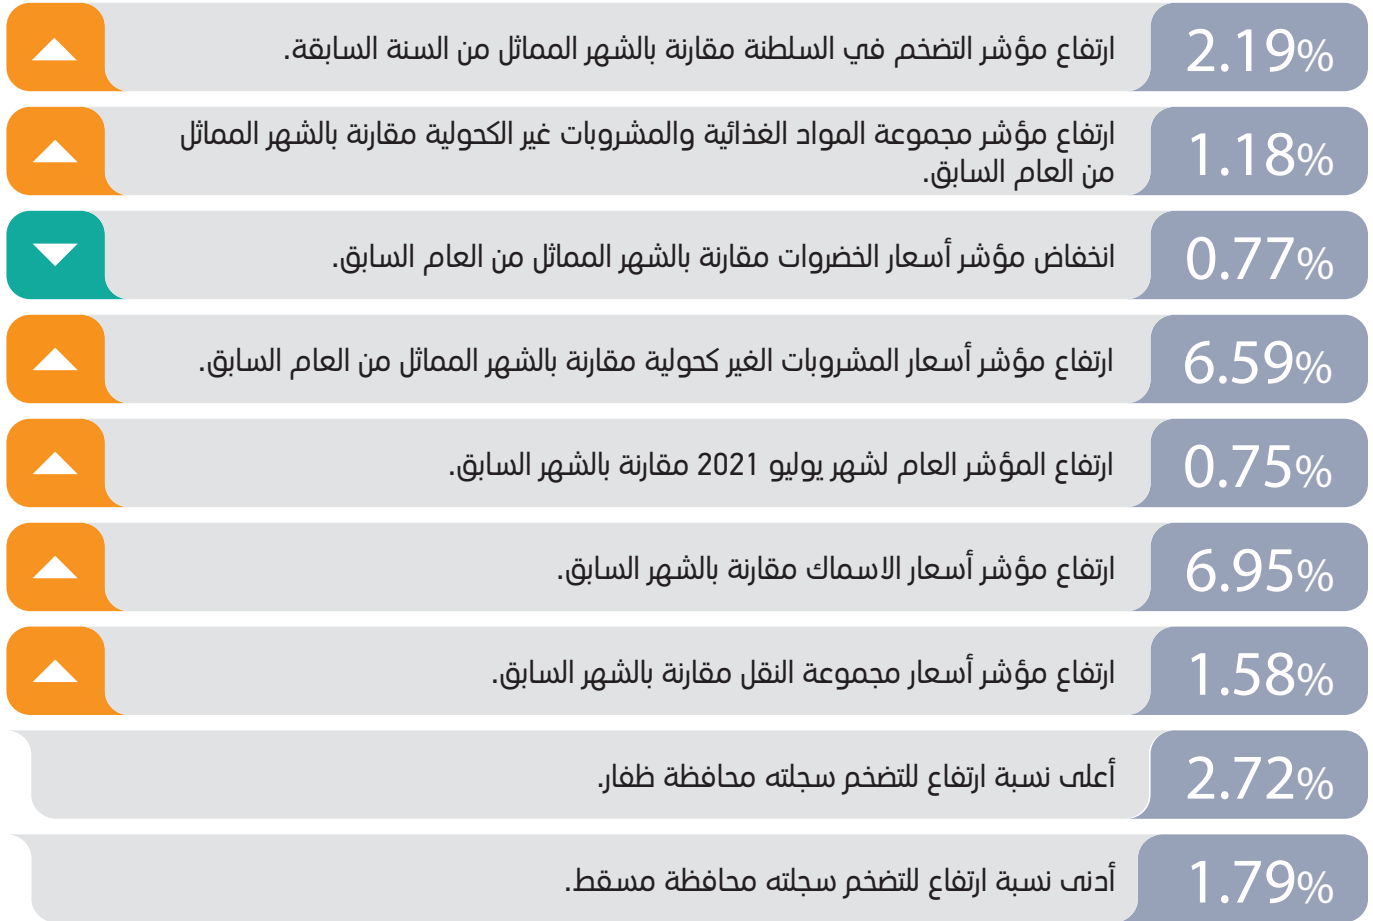 2.19%
ارتفاع مؤشر التضخم في السلطنة مقارنة بالشهر المماثل من السنة السابقة.
1.18%
ارتفاع مؤشر مجموعة المواد الغذائية والمشروبات غير الكحولية مقارنة بالشهر المماثل
من العام السابق.
0.77%
انخفاض مؤشر أسعار الخضروات مقارنة بالشهر المماثل من العام السابق.
6.59%
ارتفاع مؤشر أسعار المشروبات الغير كحولية مقارنة بالشهر المماثل من العام السابق.
0.75%
ارتفاع المؤشر العام لشهر يوليو 2021 مقارنة بالشهر السابق.
6.95%
ارتفاع مؤشر أسعار الاسماك مقارنة بالشهر السابق.
1.58%
ارتفاع مؤشر أسعار مجموعة النقل مقارنة بالشهر السابق.
2.72%
أعلى نسبة ارتفاع للتضخم سجلته محافظة ظفار.
1.79%
أدنى نسبة ارتفاع للتضخم سجلته محافظة مسقط.